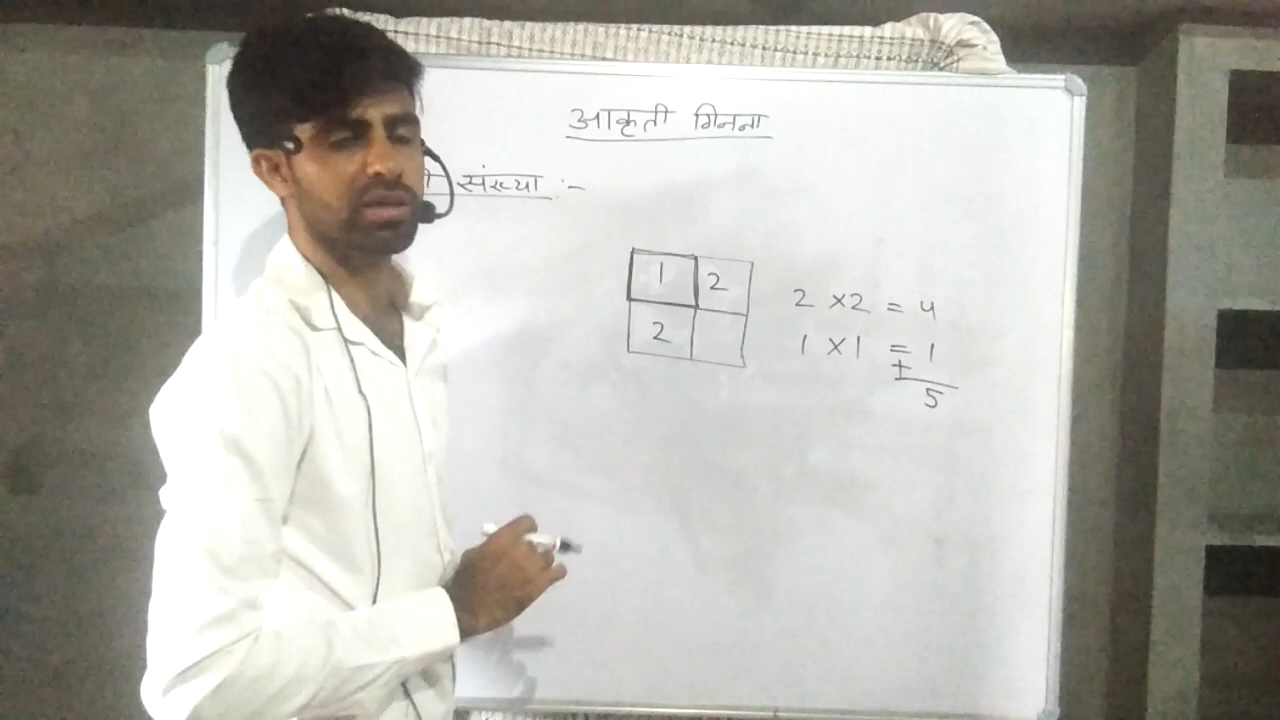 आकृती गिनना
संख्या :-
1 2
2
2 × 2 = 4
1 × 1 = 1
+
5